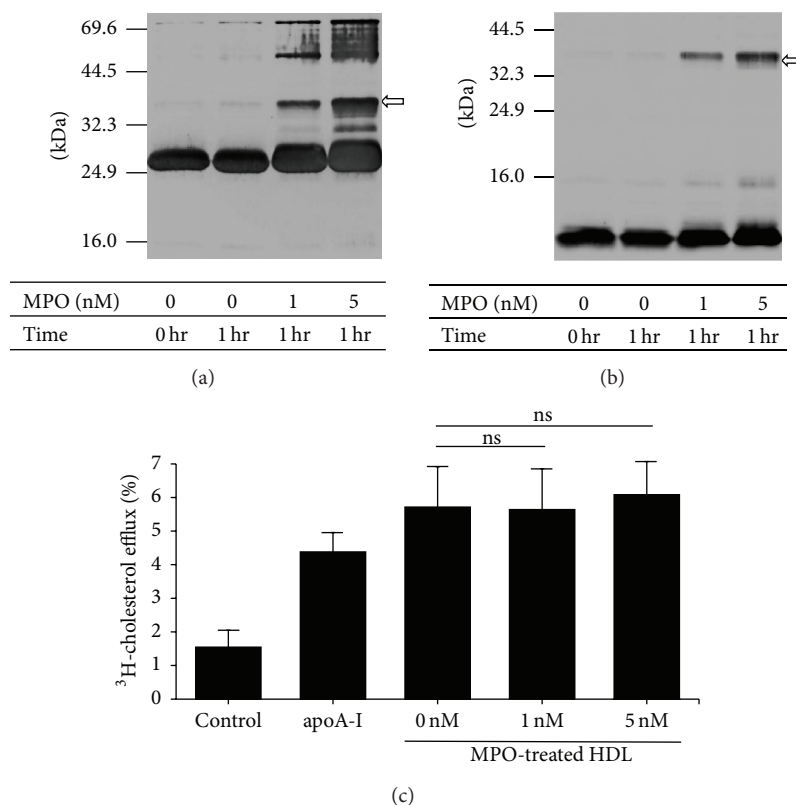 69.6
44.5
32.3
24.9
16.0
(kDa)
MPO (nM) 0 0 1 5
Time 0 hr 1 hr 1 hr 1 hr
(a)
44.5
32.3
24.9
16.0
(kDa)
MPO (nM) 0 0 1 5
Time 0 hr 1 hr 1 hr 1 hr
(b)
ns
ns
7
6
5
4
3
2
1
0
³H-cholesterol efflux (%)
Control apoA-I 0 nM 1 nM 5 nM
MPO-treated HDL
(c)